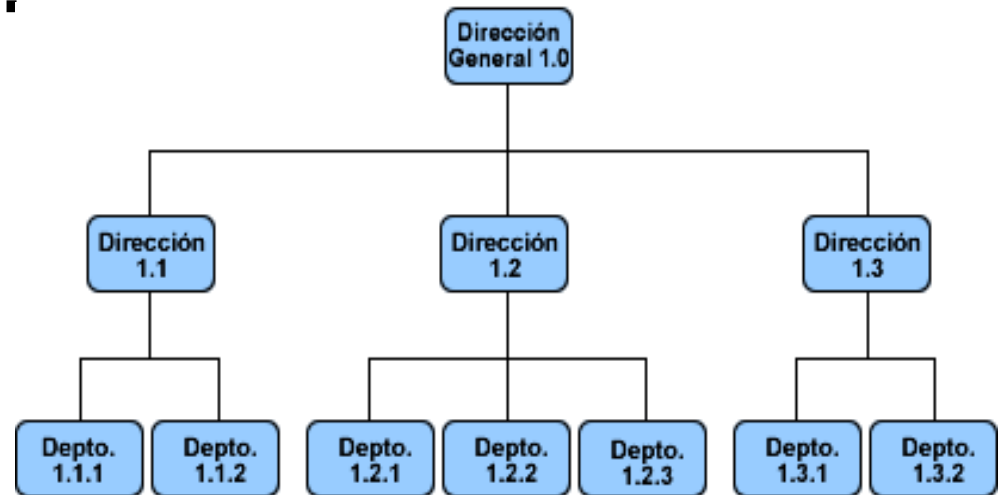 Dirección
General 1.0
Dirección
1.1
Dirección
1.2
Dirección
1.3
Depto.
1.1.1
Depto.
1.1.2
Depto.
1.2.1
Depto.
1.2.2
Depto.
1.2.3
Depto.
1.3.1
Depto.
1.3.2